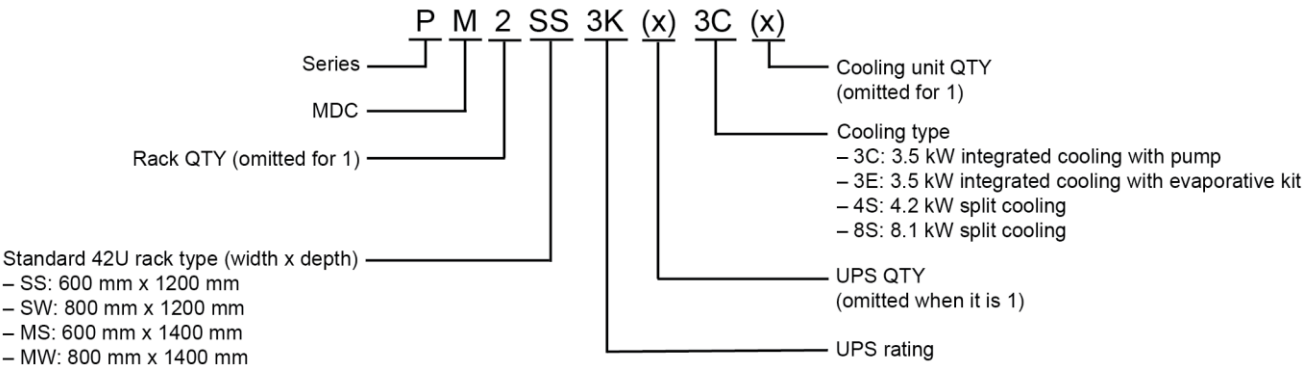 P M 2 SS 3K (x) 3C (x)
Series
MDC
Rack QTY (omitted for 1)
Standard 42U rack type (width x depth)
– SS: 600 mm x 1200 mm
– SW: 800 mm x 1200 mm
– MS: 600 mm x 1400 mm
– MW: 800 mm x 1400 mm
Cooling unit QTY
(omitted for 1)
Cooling type
– 3C: 3.5 kW integrated cooling with pump
– 3E: 3.5 kW integrated cooling with evaporative kit
– 4S: 4.2 kW split cooling
– 8S: 8.1 kW split cooling
UPS QTY
(omitted when it is 1)
UPS rating